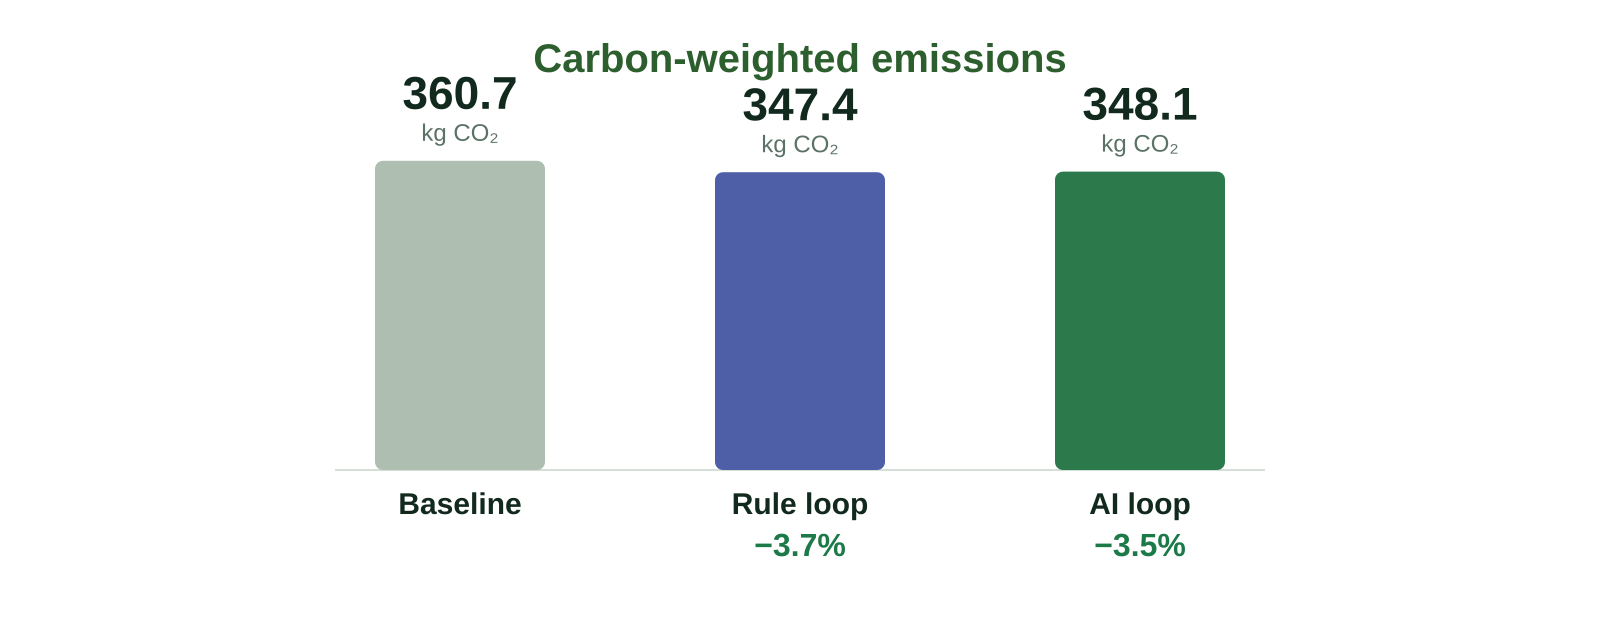 Carbon-weighted emissions
360.7
kg CO₂
347.4
kg CO₂
348.1
kg CO₂
Baseline
Rule loop
−3.7%
AI loop
−3.5%